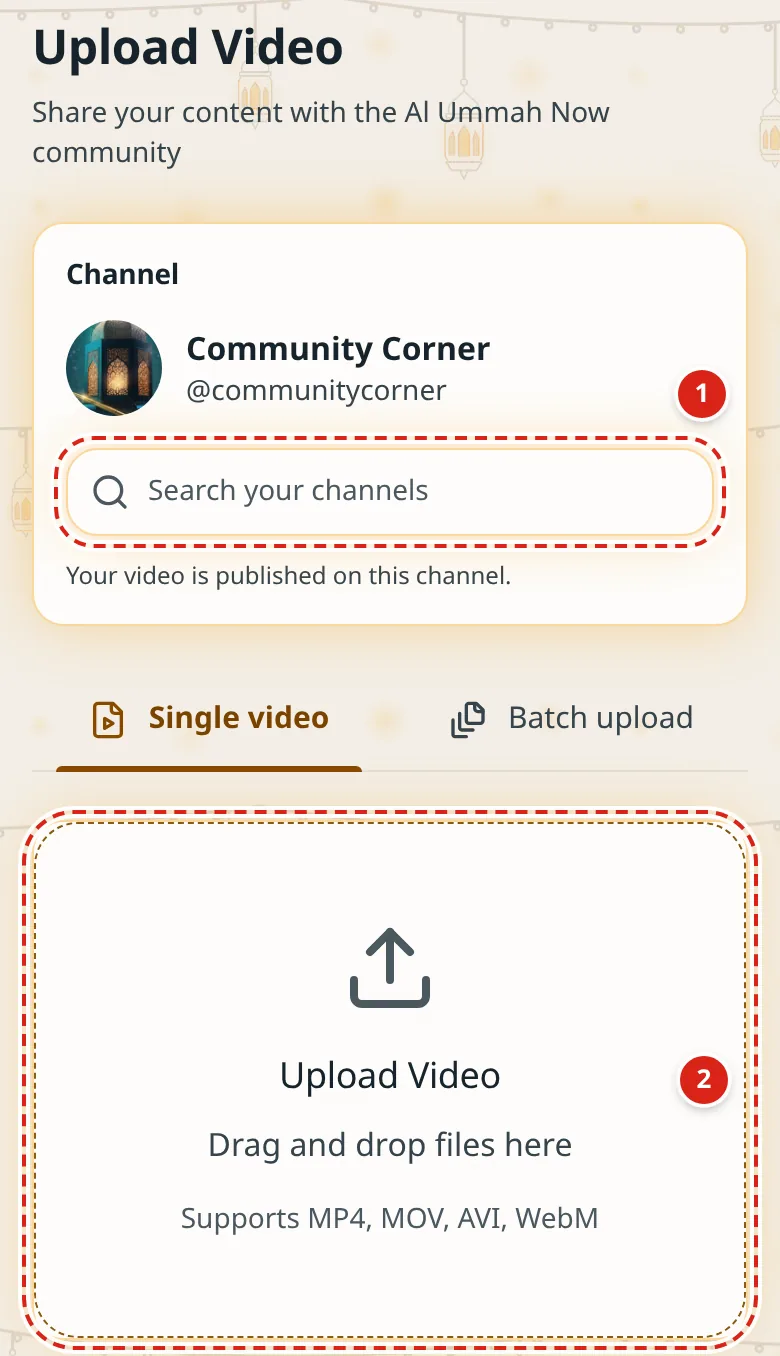 Upload Video
Share your content with the Al Ummah Now
community
Channel
Community Corner
@communitycorner
1
Search your channels
Your video is published on this channel.
Single video
Batch upload
Upload Video
2
Drag and drop files here
Supports MP4, MOV, AVI, WebM